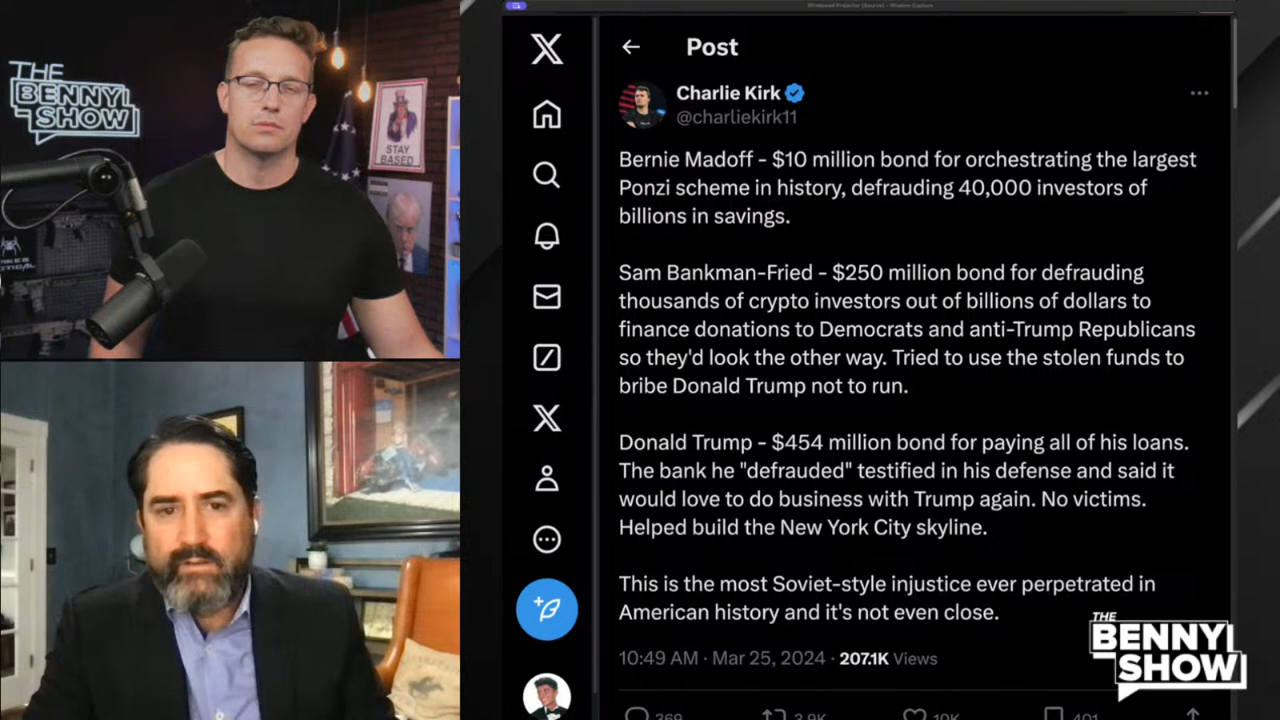 THE
BENNY
SHOW
STAY
BASED
Post
Charlie Kirk
@charliekirk11
Bernie Madoff - $10 million bond for orchestrating the largest
Ponzi scheme in history, defrauding 40,000 investors of
billions in savings.
Sam Bankman-Fried - $250 million bond for defrauding
thousands of crypto investors out of billions of dollars to
finance donations to Democrats and anti-Trump Republicans
so they'd look the other way. Tried to use the stolen funds to
bribe Donald Trump not to run.
Donald Trump - $454 million bond for paying all of his loans.
The bank he "defrauded" testified in his defense and said it
would love to do business with Trump again. No victims.
Helped build the New York City skyline.
This is the most Soviet-style injustice ever perpetrated in
American history and it's not even close.
10:49 AM · Mar 25, 2024 · 207.1K Views
THE
BENNY
SHOW